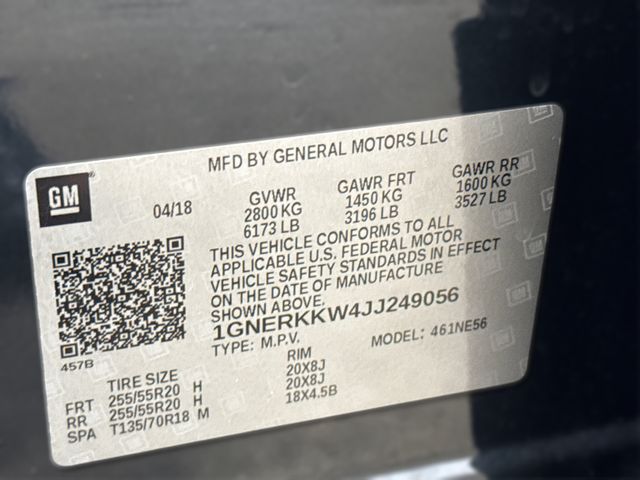 MFD BY GENERAL MOTORS LLC
GM®
04/18
GVWR GAWR FRT GAWR RR
2800 KG 1450 KG 1600 KG
6173 LB 3196 LB 3527 LB
THIS VEHICLE CONFORMS TO ALL
APPLICABLE U.S. FEDERAL MOTOR
VEHICLE SAFETY STANDARDS IN EFFECT
ON THE DATE OF MANUFACTURE
SHOWN ABOVE.
1GNERKKW4JJ249056
TYPE: M.P.V. MODEL: 461NE56
457B
TIRE SIZE RIM
FRT 255/55R20 H 20X8J
RR 255/55R20 H 20X8J
SPA T135/70R18 M 18X4.5B